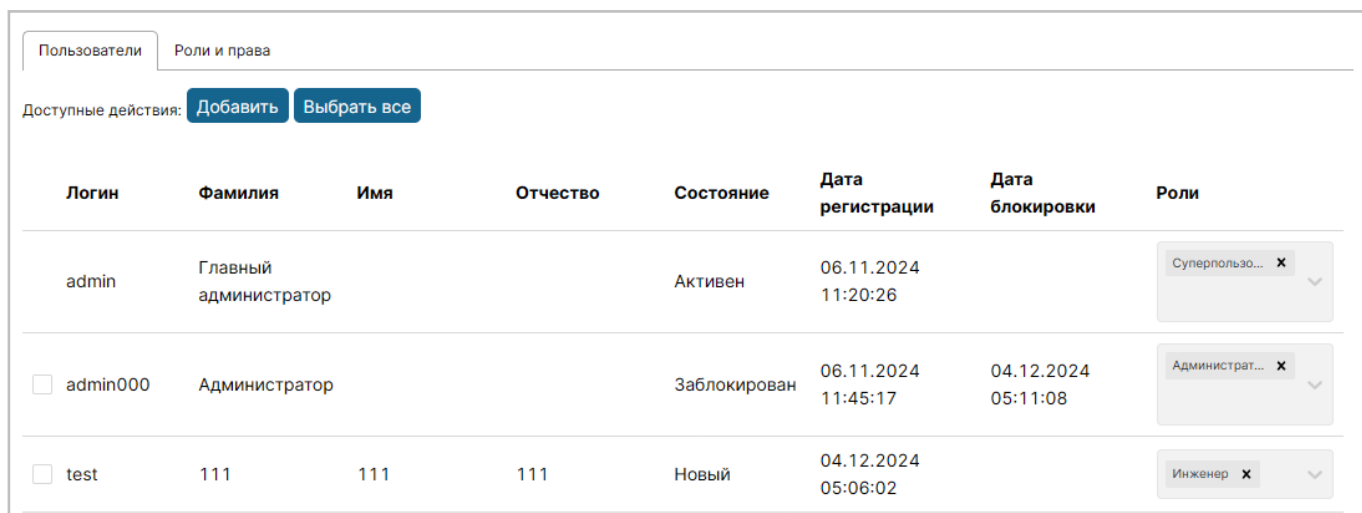 Пользователи Роли и права
Доступные действия: Добавить Выбрать все
Логин Фамилия Имя Отчество Состояние Дата регистрации Дата блокировки Роли
admin Главный администратор Активен 06.11.2024 11:20:26 Суперпользо... ×
admin000 Администратор Заблокирован 06.11.2024 11:45:17 04.12.2024 05:11:08 Администрат... ×
test 111 111 111 Новый 04.12.2024 05:06:02 Инженер ×